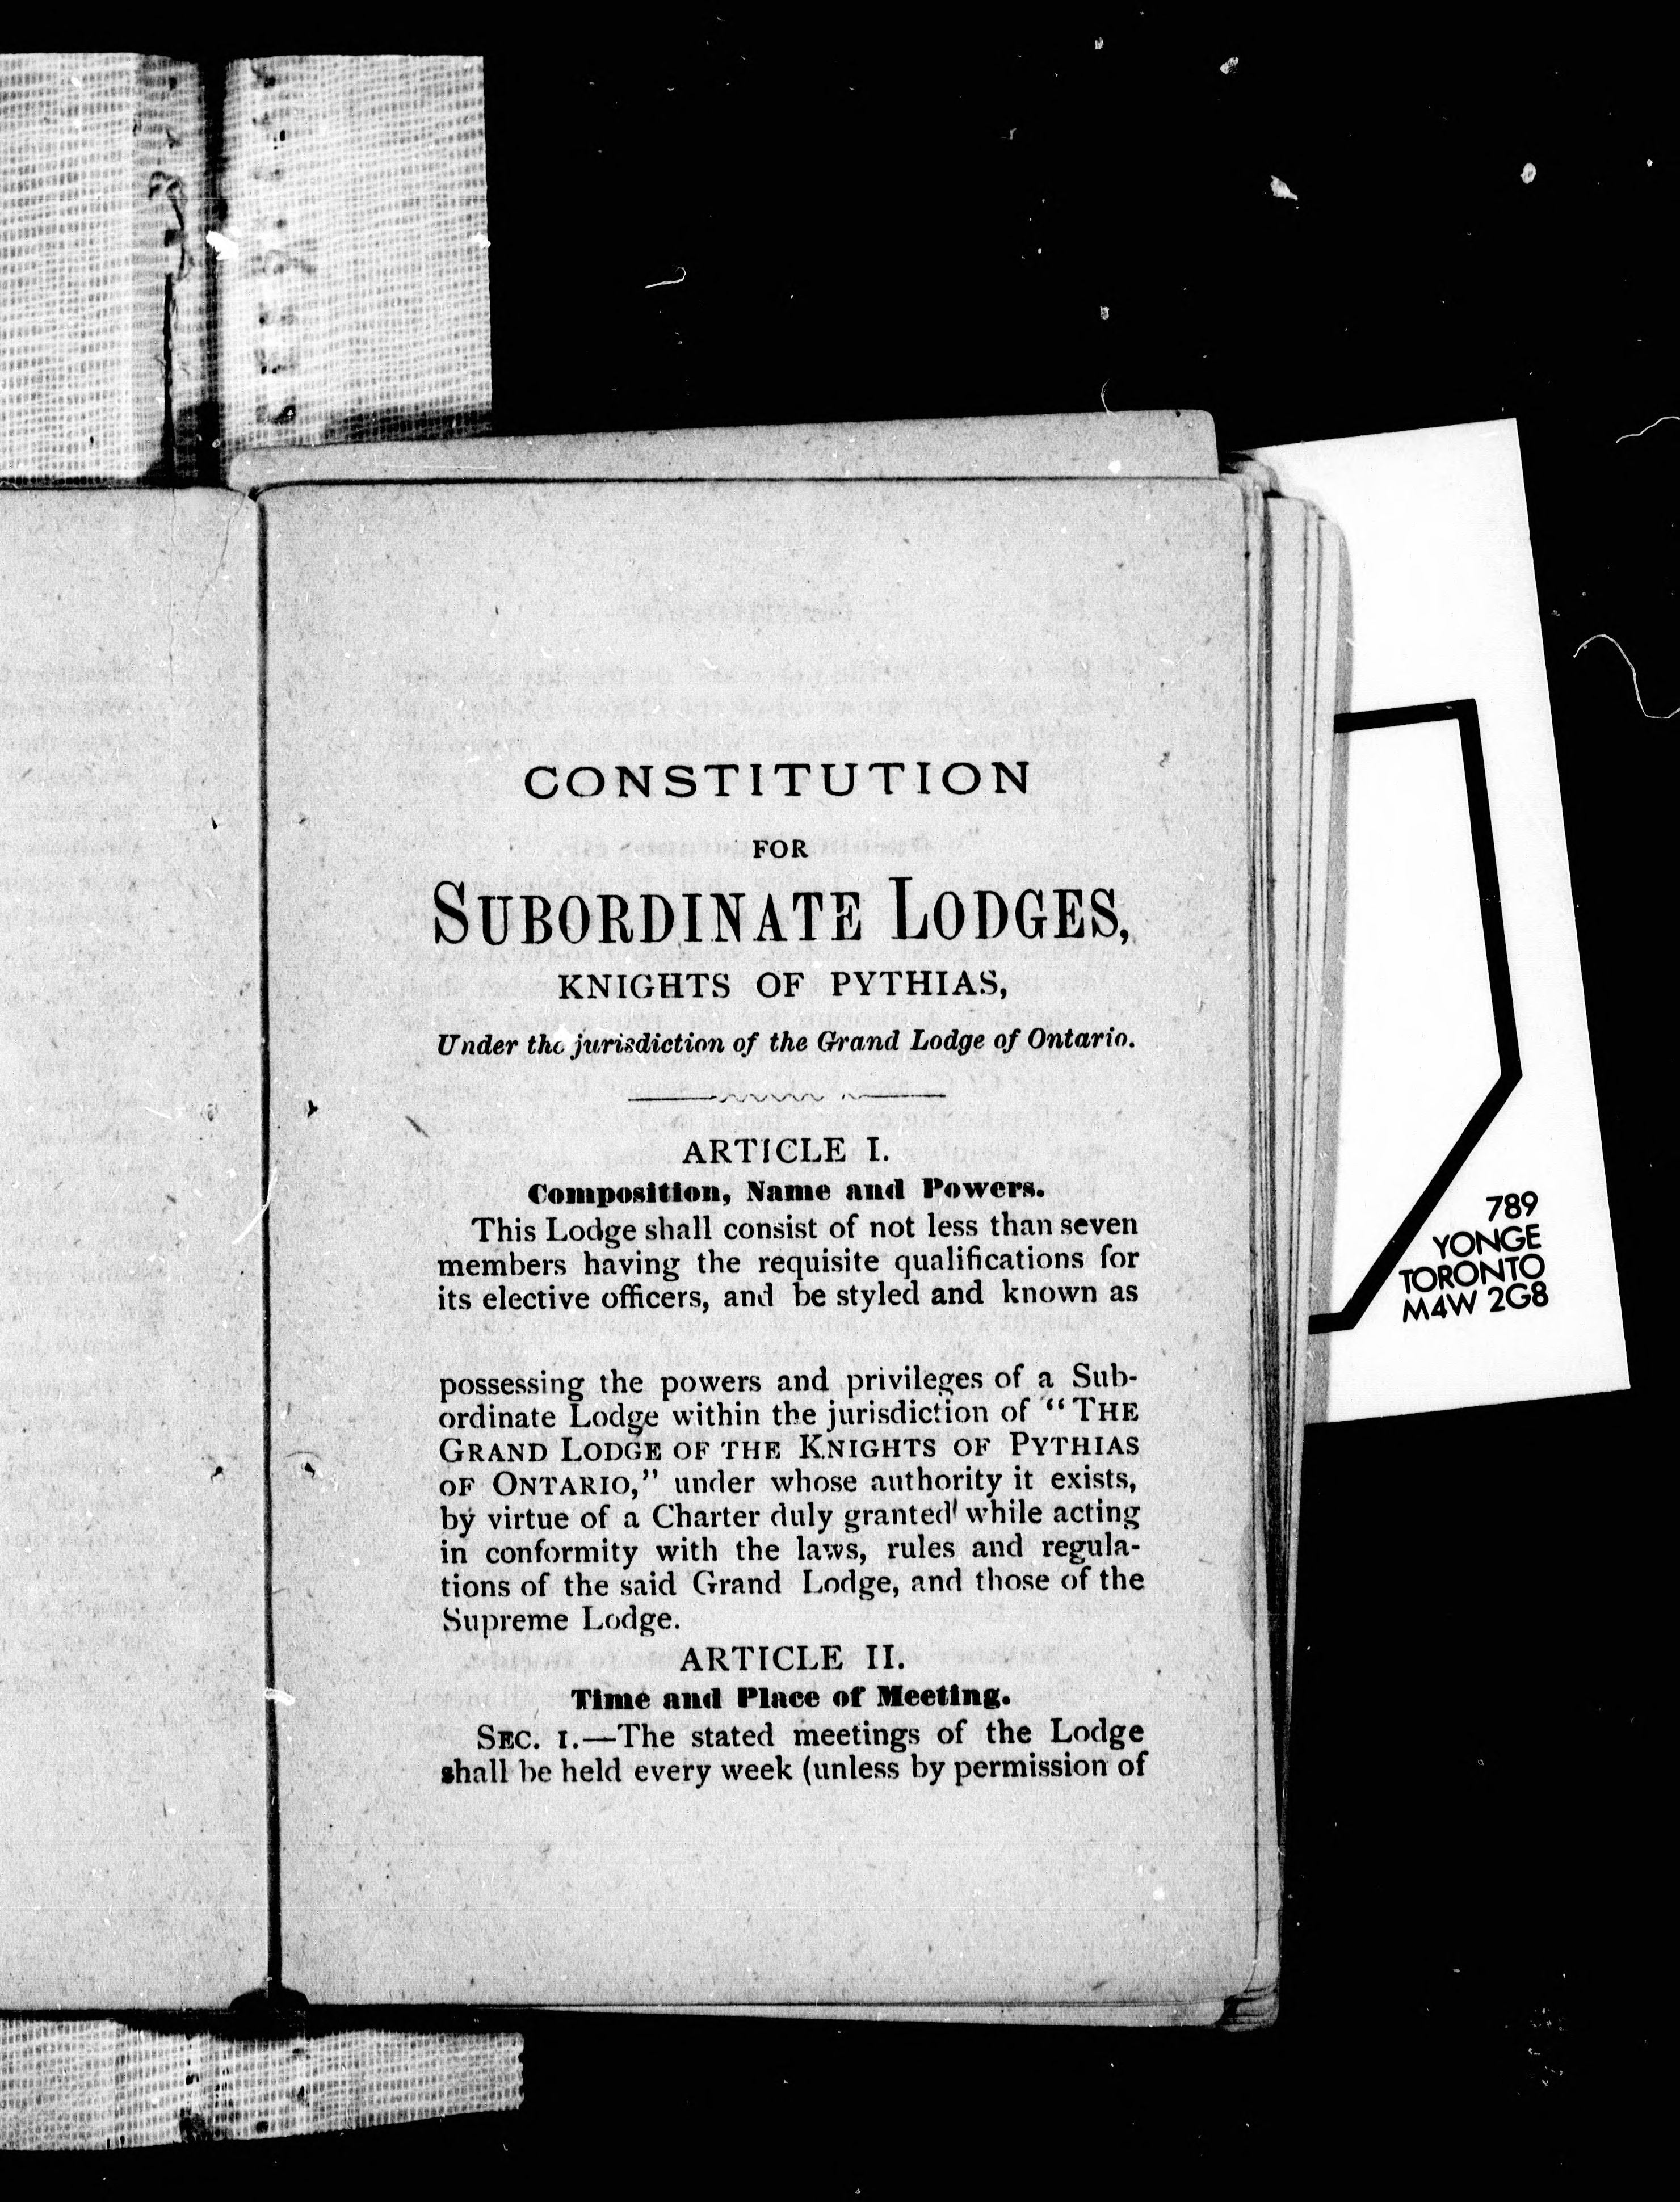 CONSTITUTION
FOR
SUBORDINATE LODGES,
KNIGHTS OF PYTHIAS,
Under the jurisdiction of the Grand Lodge of Ontario.
ARTICLE I.
Composition, Name and Powers.
This Lodge shall consist of not less than seven
members having the requisite qualifications for
its elective officers, and be styled and known as
possessing the powers and privileges of a Sub-
ordinate Lodge within the jurisdiction of "THE
GRAND LODGE OF THE KNIGHTS OF PYTHIAS
OF ONTARIO," under whose authority it exists,
by virtue of a Charter duly granted while acting
in conformity with the laws, rules and regula-
tions of the said Grand Lodge, and those of the
Supreme Lodge.
ARTICLE II.
Time and Place of Meeting.
SEC. I.—The stated meetings of the Lodge
shall be held every week (unless by permission of
789
YONGE
TORONTO
M4W 2G8